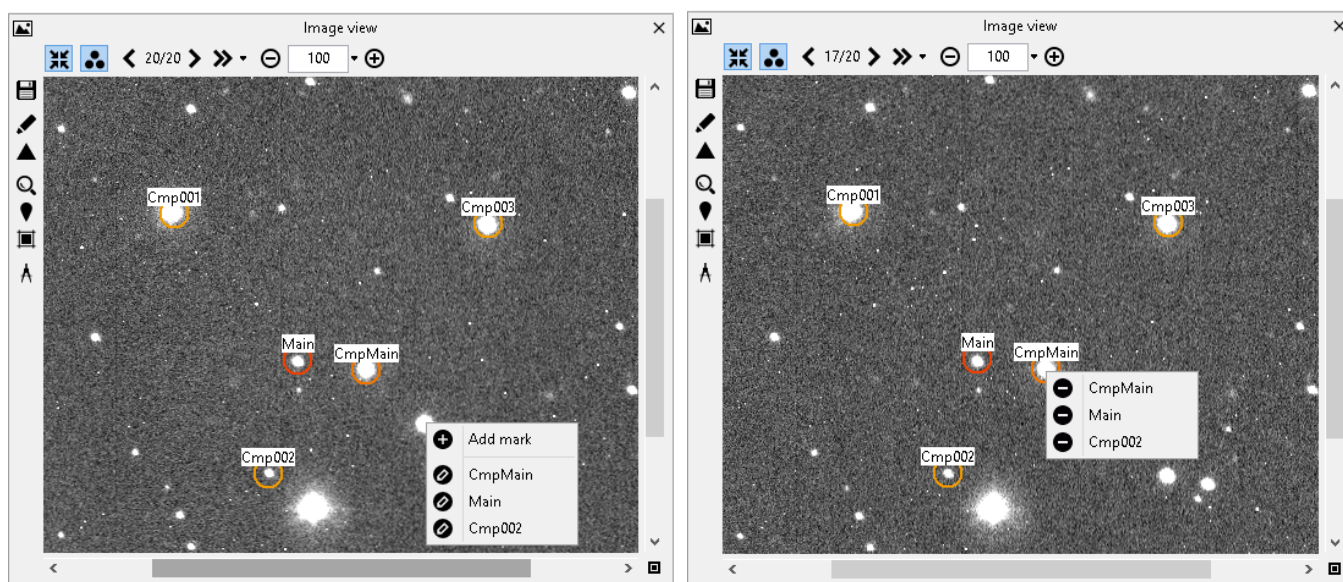 Image view
20/20
100
Cmp001
Cmp003
Main
CmpMain
Cmp002
Add mark
CmpMain
Main
Cmp002
Image view
17/20
100
Cmp001
Cmp003
Main
CmpMain
CmpMain
Main
Cmp002
Cmp002